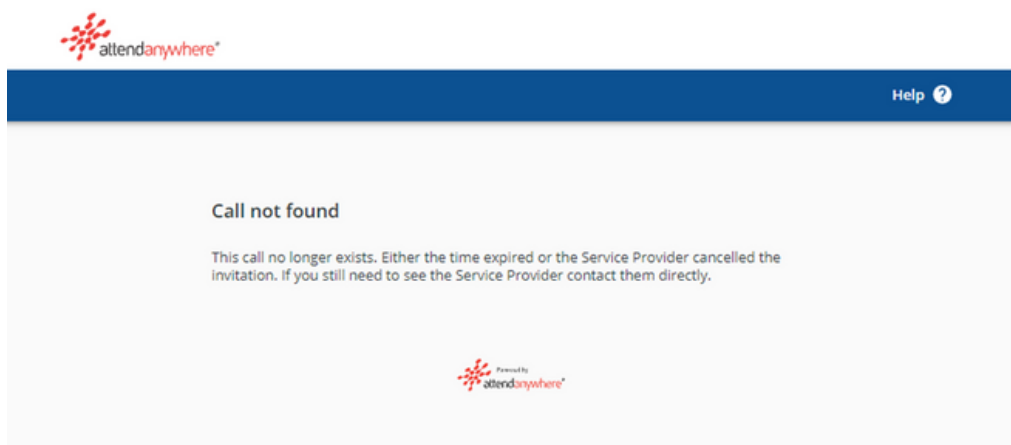 attendanywhere®
Help ?
Call not found
This call no longer exists. Either the time expired or the Service Provider cancelled the
invitation. If you still need to see the Service Provider contact them directly.
Powered by
attendanywhere®